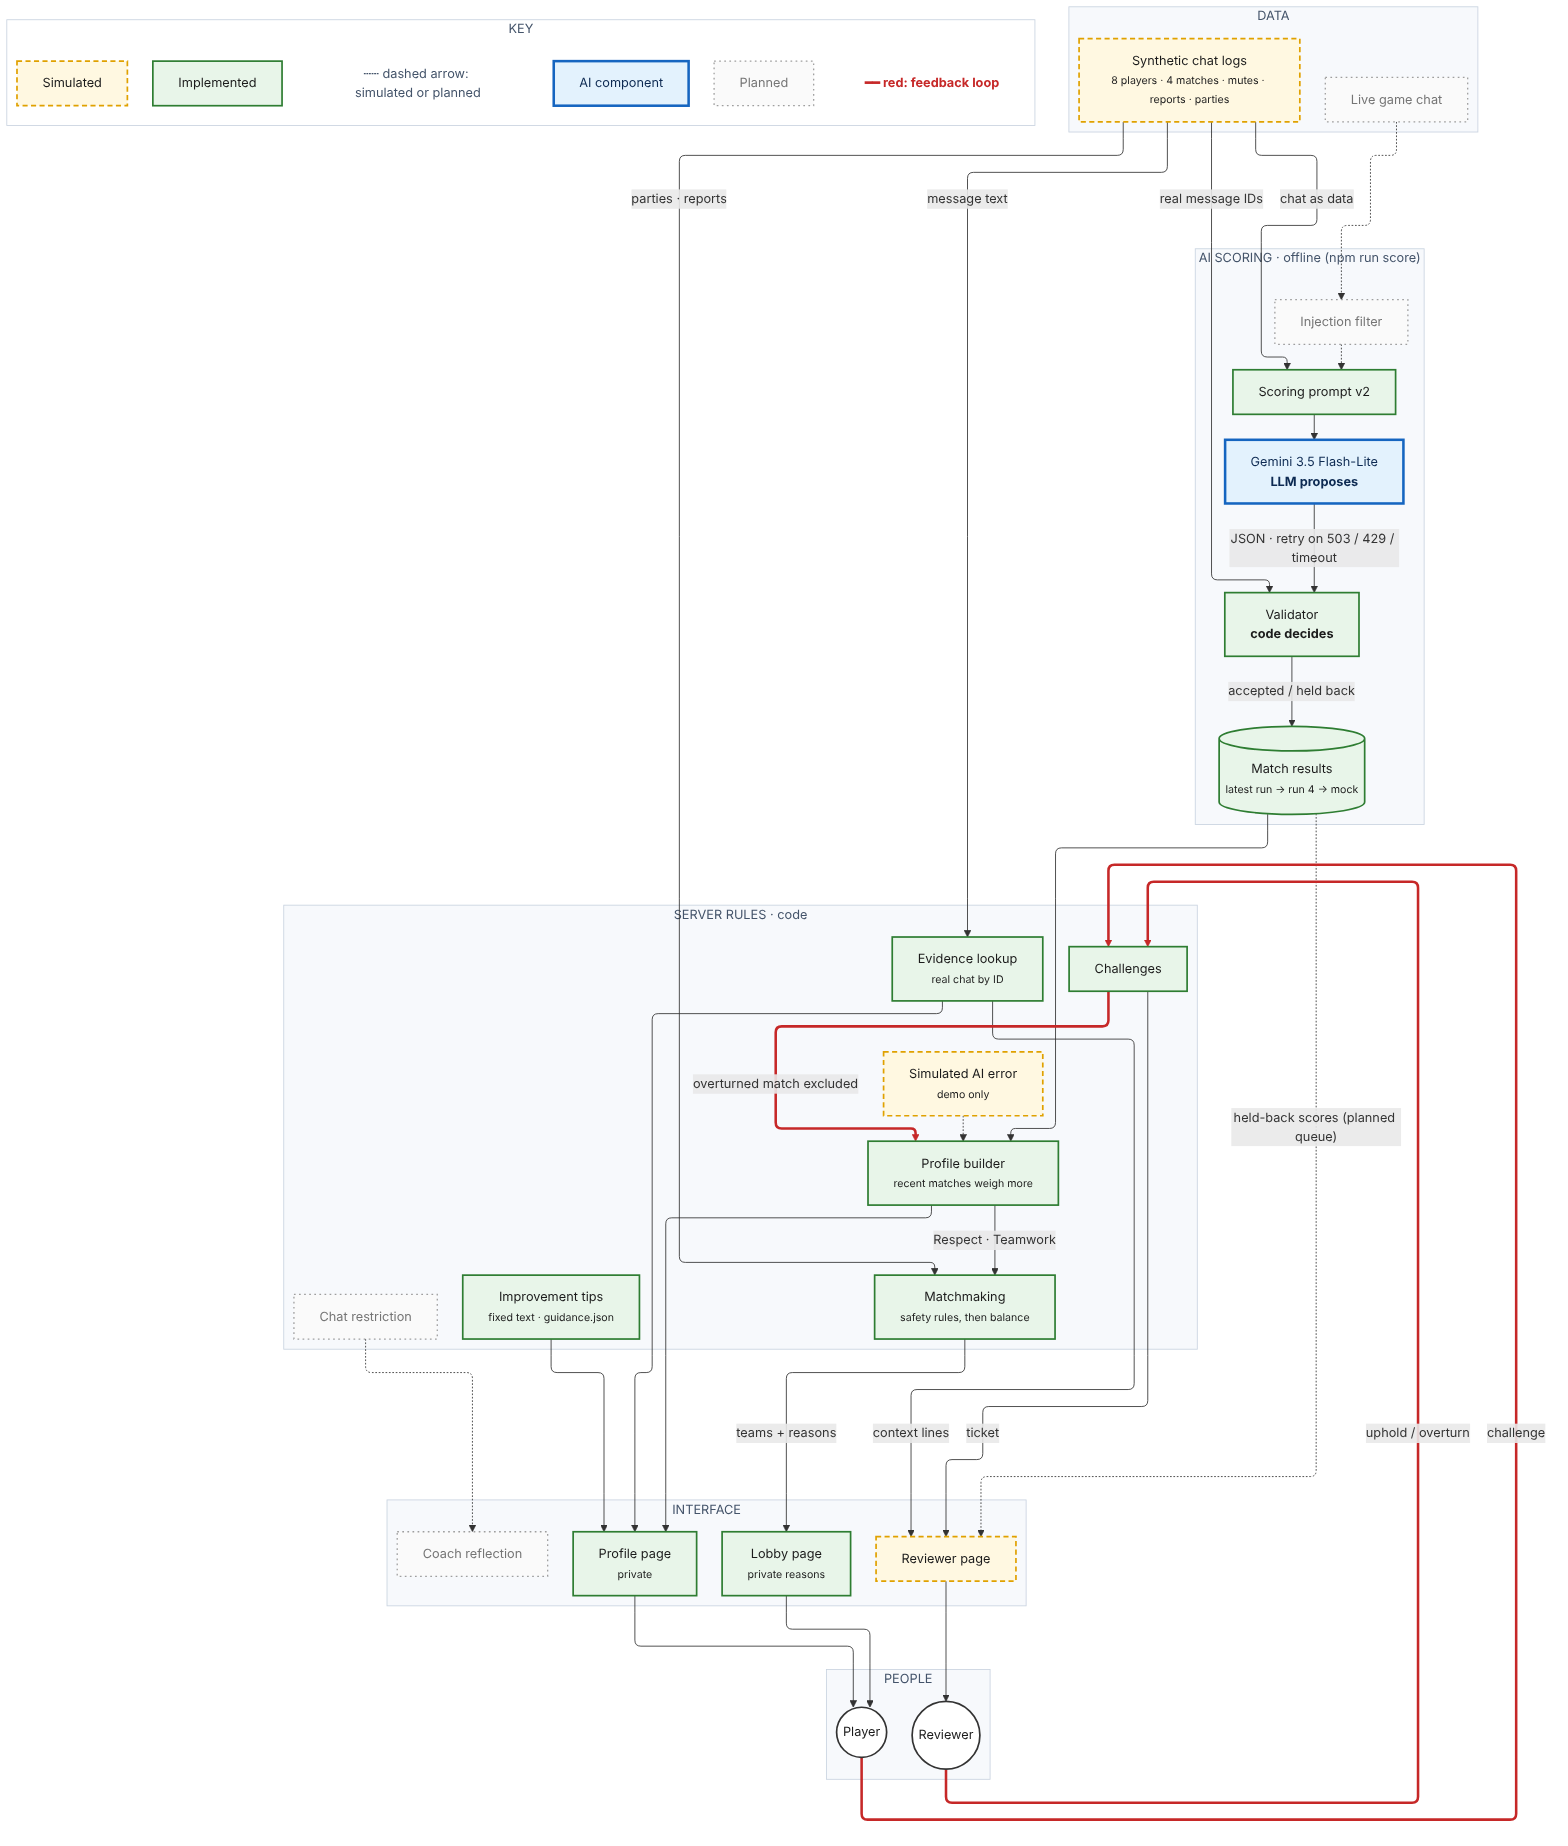 KEY
Simulated
Implemented
dashed arrow:
simulated or planned
AI component
Planned
red: feedback loop
DATA
Synthetic chat logs
8 players · 4 matches · mutes ·
reports · parties
Live game chat
parties · reports
message text
real message IDs
chat as data
AI SCORING · offline (npm run score)
Injection filter
Scoring prompt v2
Gemini 3.5 Flash-Lite
LLM proposes
JSON · retry on 503 / 429 /
timeout
Validator
code decides
accepted / held back
Match results
latest run → run 4 → mock
SERVER RULES · code
Evidence lookup
real chat by ID
Challenges
Simulated AI error
demo only
overturned match excluded
held-back scores (planned
queue)
Profile builder
recent matches weigh more
Respect · Teamwork
Improvement tips
fixed text · guidance.json
Matchmaking
safety rules, then balance
Chat restriction
teams + reasons
context lines
ticket
uphold / overturn
challenge
INTERFACE
Coach reflection
Profile page
private
Lobby page
private reasons
Reviewer page
PEOPLE
Player
Reviewer